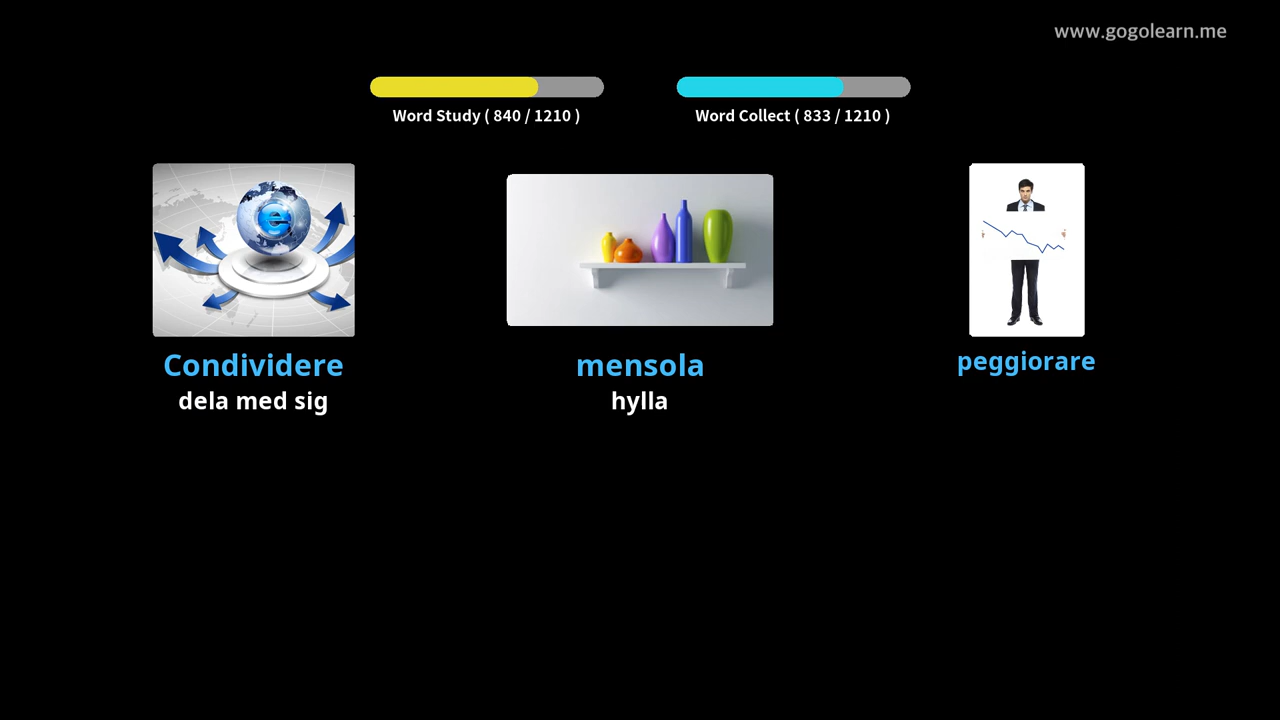 www.gogolearn.me
Word Study ( 840 / 1210 )
Word Collect ( 833 / 1210 )
e
Condividere
mensola
peggiorare
dela med sig
hylla